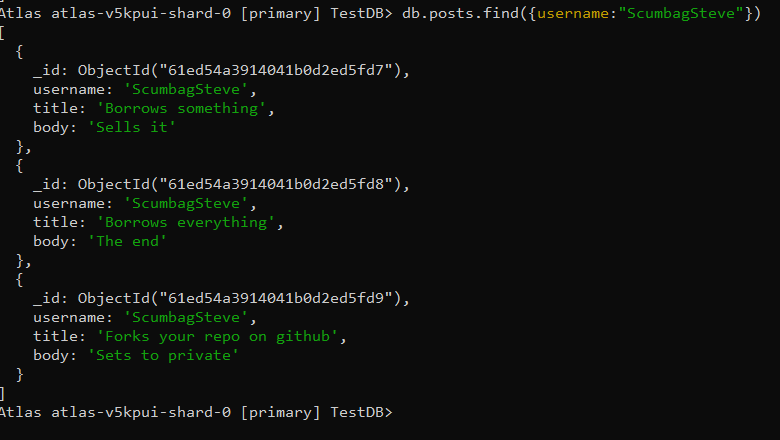 Atlas atlas-v5kpui-shard-0 [primary] TestDB> db.posts.find({username:"ScumbagSteve"})
[
  {
    _id: ObjectId("61ed54a3914041b0d2ed5fd7"),
    username: 'ScumbagSteve',
    title: 'Borrows something',
    body: 'Sells it'
  },
  {
    _id: ObjectId("61ed54a3914041b0d2ed5fd8"),
    username: 'ScumbagSteve',
    title: 'Borrows everything',
    body: 'The end'
  },
  {
    _id: ObjectId("61ed54a3914041b0d2ed5fd9"),
    username: 'ScumbagSteve',
    title: 'Forks your repo on github',
    body: 'Sets to private'
  }
]
Atlas atlas-v5kpui-shard-0 [primary] TestDB>